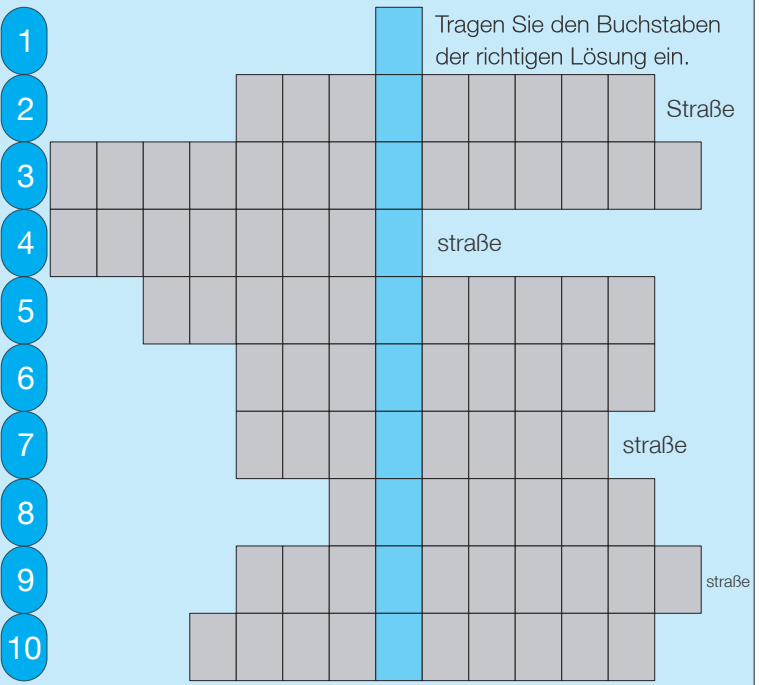 1
Tragen Sie den Buchstaben
der richtigen Lösung ein.
2
Straße
3
4
straße
5
6
7
straße
8
9
straße
10